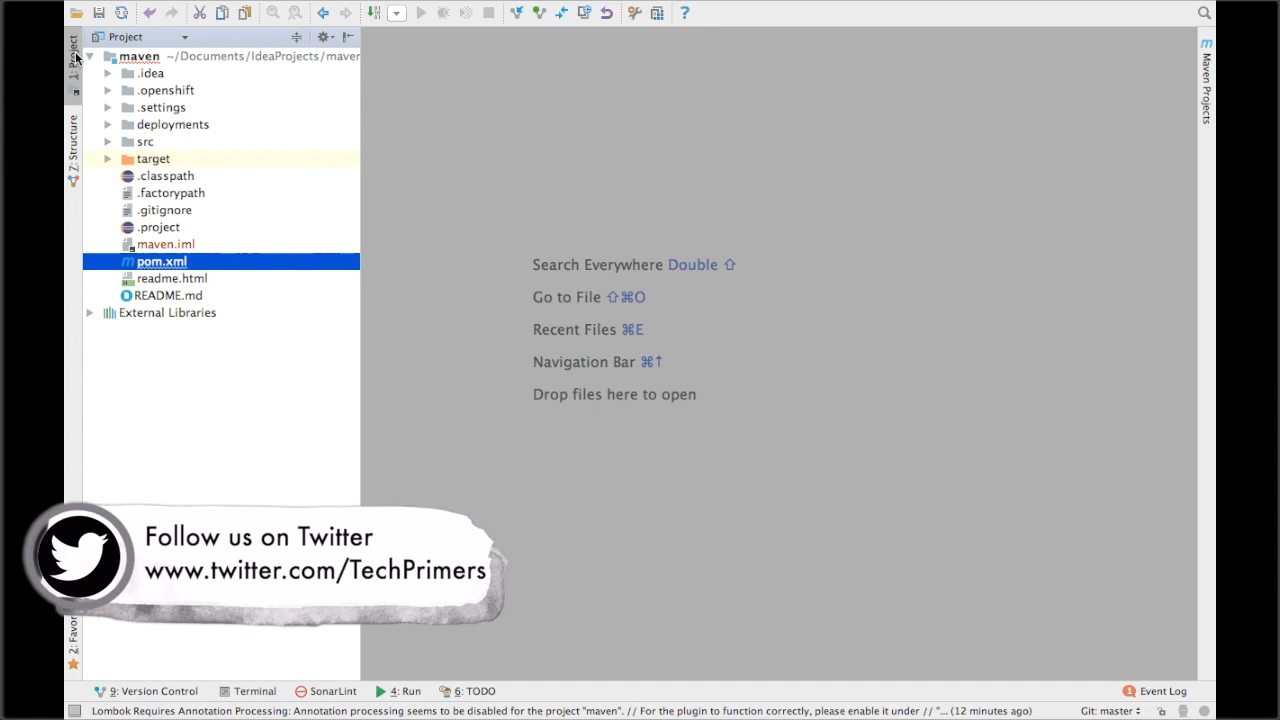 Project
maven ~/Documents/IdeaProjects/maven
.idea
.openshift
.settings
deployments
src
target
.classpath
.factorypath
.gitignore
.project
maven.iml
pom.xml
readme.html
README.md
External Libraries
1: Project
7: Structure
2: Favor
Search Everywhere Double ⇧
Go to File ⇧⌘O
Recent Files ⌘E
Navigation Bar ⌘↑
Drop files here to open
Maven Projects
Follow us on Twitter
www.twitter.com/TechPrimers
9: Version Control Terminal SonarLint 4: Run 6: TODO 1 Event Log
Lombok Requires Annotation Processing: Annotation processing seems to be disabled for the project "maven". // For the plugin to function correctly, please enable it under // "... (12 minutes ago) Git: master